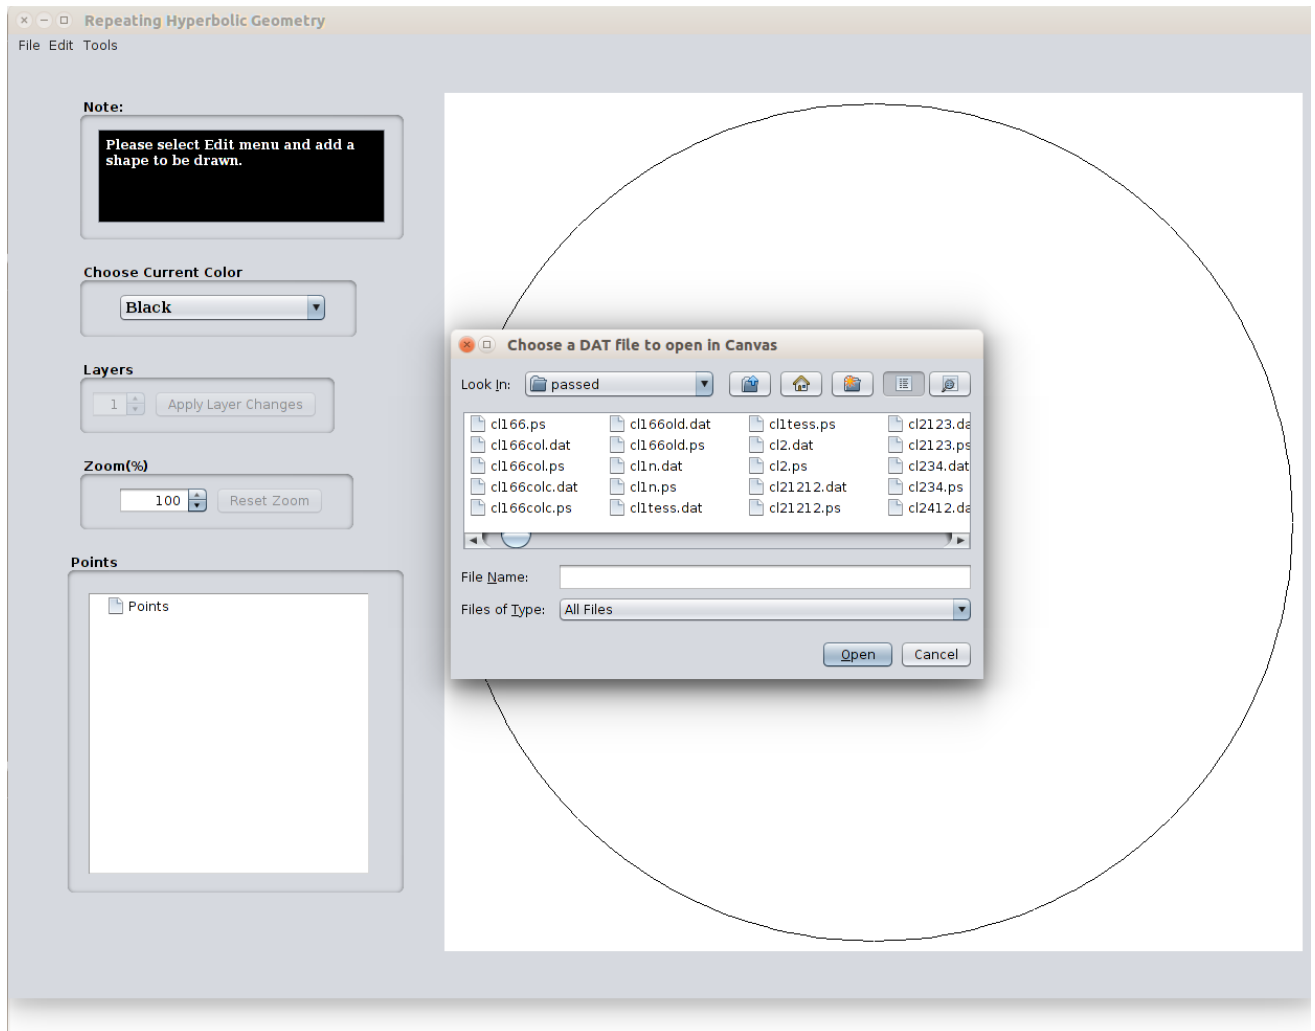 Repeating Hyperbolic Geometry
File Edit Tools
Note:
Please select Edit menu and add a
shape to be drawn.
Choose Current Color
Black
Layers
1 Apply Layer Changes
Zoom(%)
100 Reset Zoom
Points
Points
Choose a DAT file to open in Canvas
Look In: passed
cl166.ps cl166old.dat cl1tess.ps cl2123.da
cl166col.dat cl166old.ps cl2.dat cl2123.ps
cl166col.ps cl1n.dat cl2.ps cl234.dat
cl166colc.dat cl1n.ps cl21212.dat cl234.ps
cl166colc.ps cl1tess.dat cl21212.ps cl2412.da
File Name:
Files of Type: All Files
Open Cancel